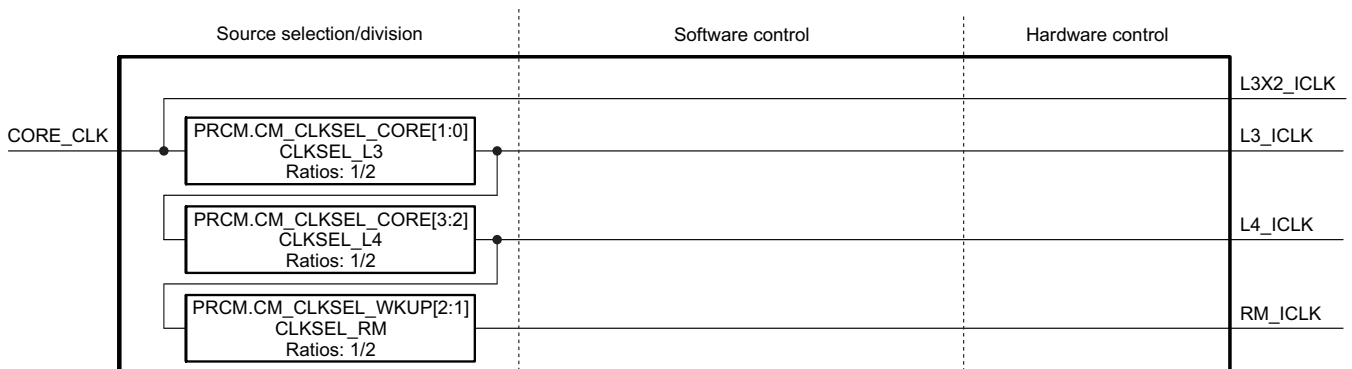 Source selection/division
Software control
Hardware control
L3X2_ICLK
CORE_CLK
PRCM.CM_CLKSEL_CORE[1:0]
CLKSEL_L3
Ratios: 1/2
L3_ICLK
PRCM.CM_CLKSEL_CORE[3:2]
CLKSEL_L4
Ratios: 1/2
L4_ICLK
PRCM.CM_CLKSEL_WKUP[2:1]
CLKSEL_RM
Ratios: 1/2
RM_ICLK